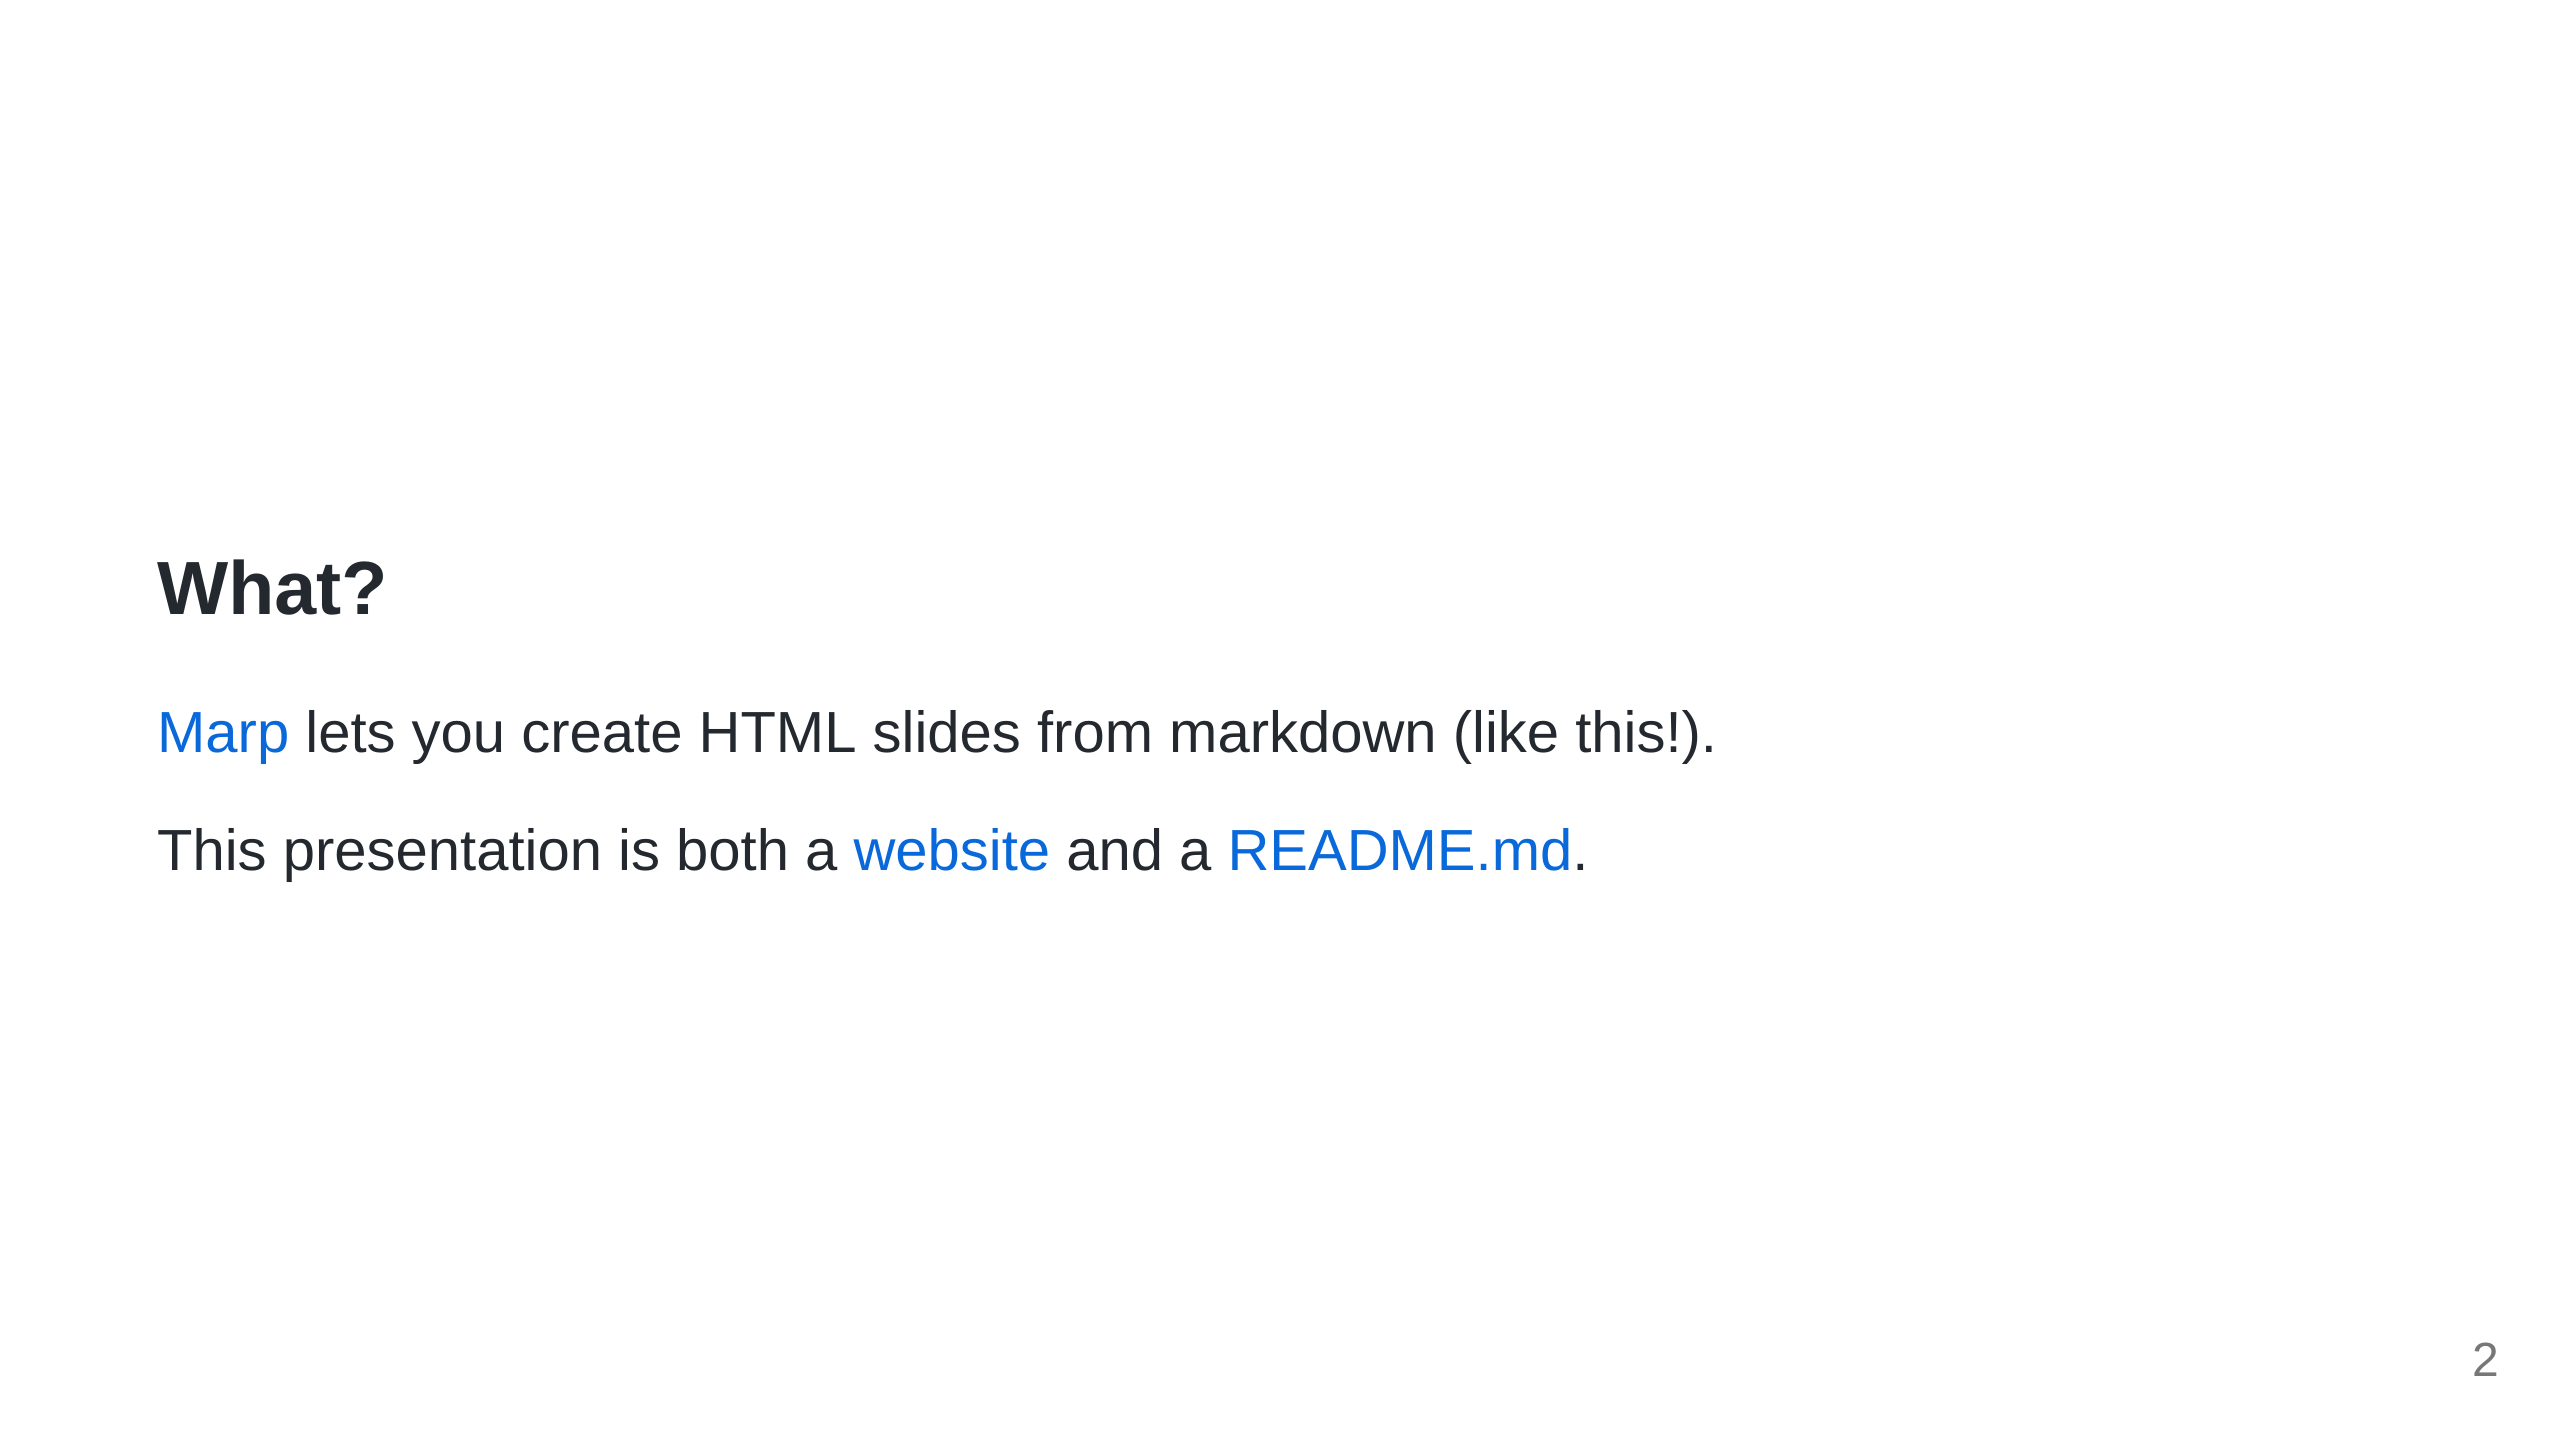 What?
Marp lets you create HTML slides from markdown (like this!).
This presentation is both a website and a README.md.
2